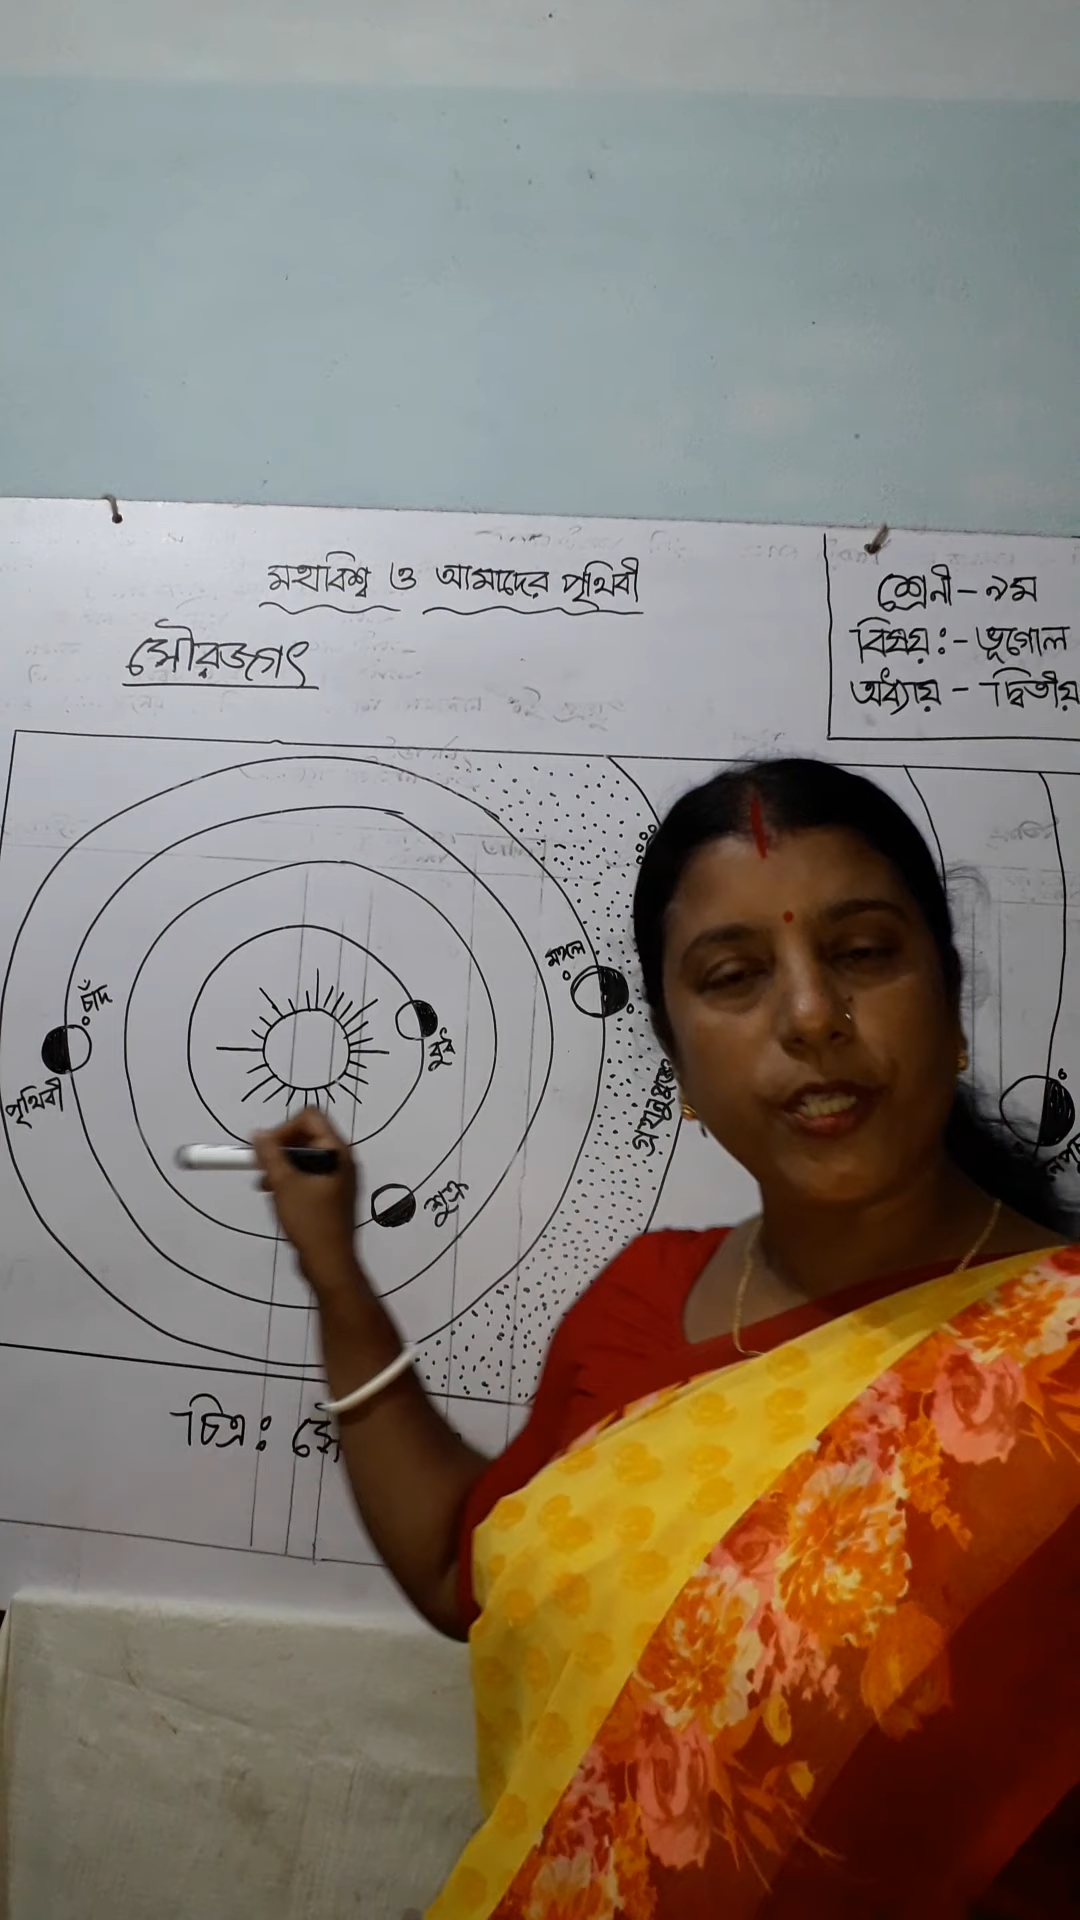 মহাবিশ্ব ও আমাদের পৃথিবী
সৌরজগৎ
শ্রেনী - ৯ম
বিষয়ঃ- ভূগোল
অধ্যায় - দ্বিতীয়
মঙ্গল
চাঁদ
বুধ
পৃথিবী
গ্রহানুপুঞ্জ
শুক্র
চিত্রঃ